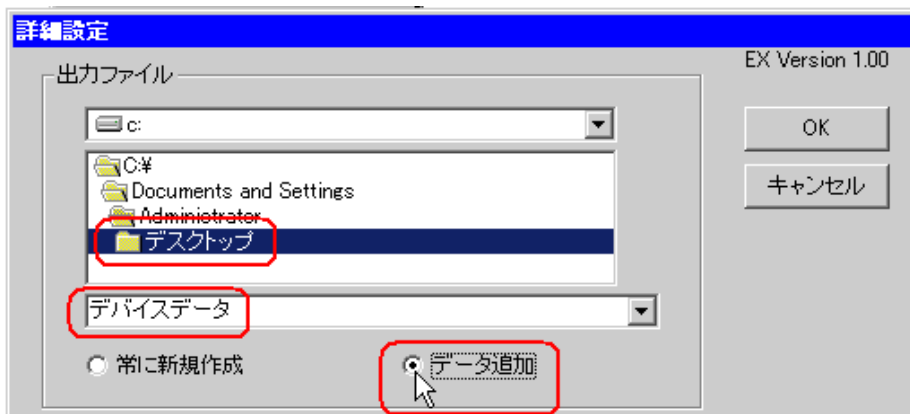 詳細設定
EX Version 1.00
出力ファイル
c:
OK
C:¥
Documents and Settings
キャンセル
Administrator
デスクトップ
デバイスデータ
常に新規作成
データ追加